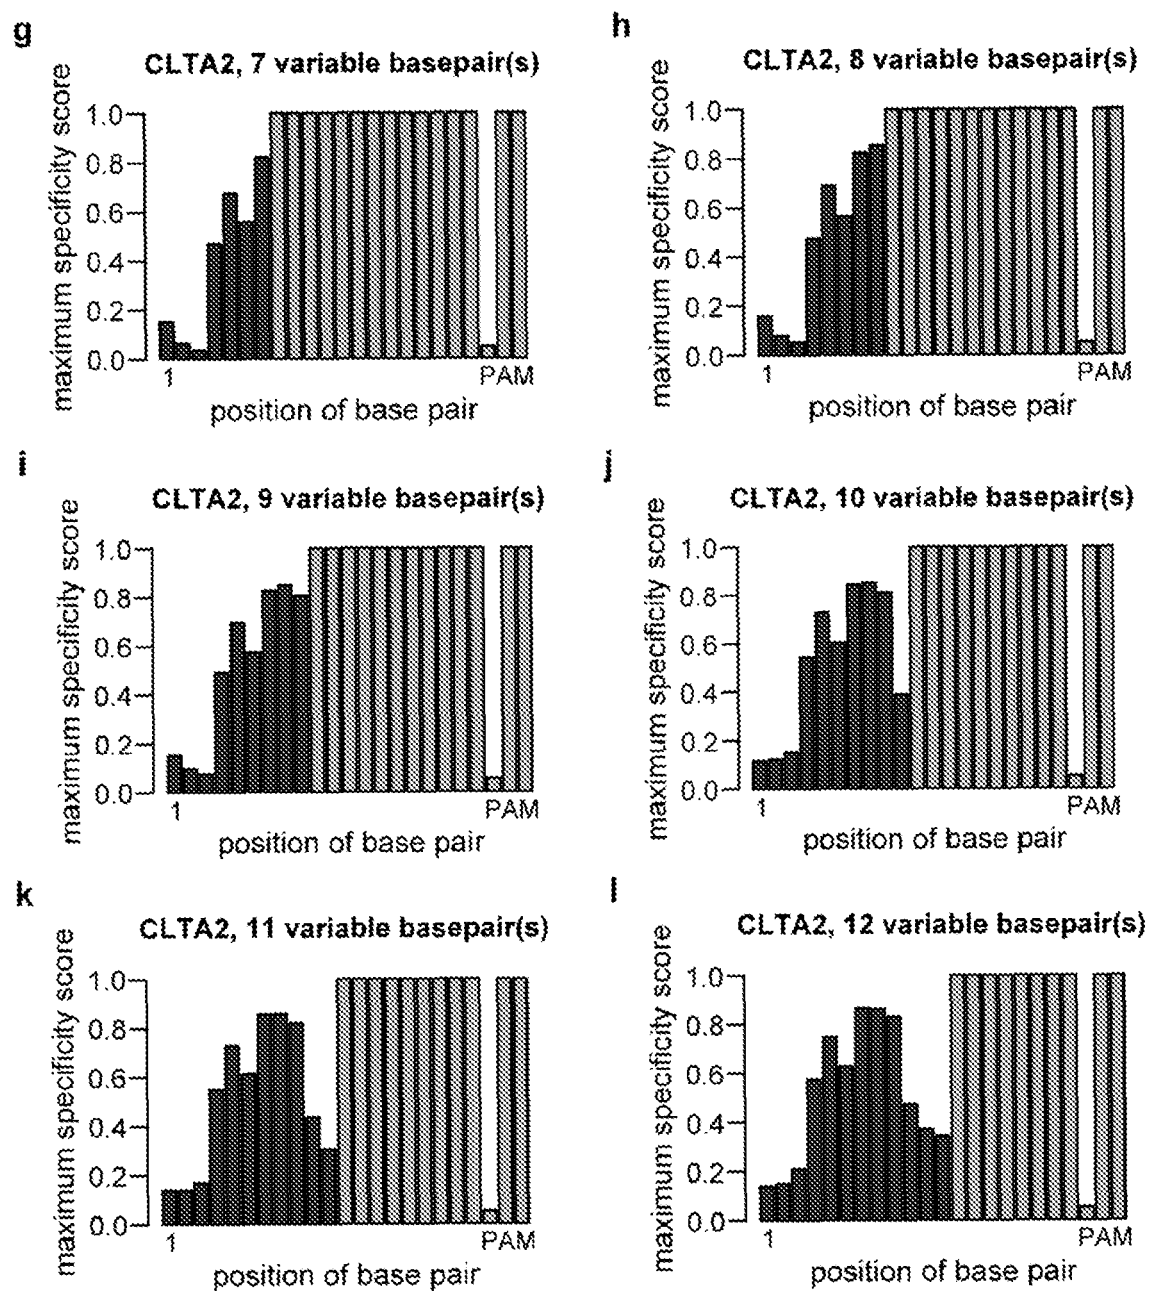 g
CLTA2, 7 variable basepair(s)
maximum specificity score
1.0
0.8
0.6
0.4
0.2
0.0
1
PAM
position of base pair
h
CLTA2, 8 variable basepair(s)
maximum specificity score
1.0
0.8
0.6
0.4
0.2
0.0
1
PAM
position of base pair
i
CLTA2, 9 variable basepair(s)
maximum specificity score
1.0
0.8
0.6
0.4
0.2
0.0
1
PAM
position of base pair
j
CLTA2, 10 variable basepair(s)
maximum specificity score
1.0
0.8
0.6
0.4
0.2
0.0
1
PAM
position of base pair
k
CLTA2, 11 variable basepair(s)
maximum specificity score
1.0
0.8
0.6
0.4
0.2
0.0
1
PAM
position of base pair
l
CLTA2, 12 variable basepair(s)
maximum specificity score
1.0
0.8
0.6
0.4
0.2
0.0
1
PAM
position of base pair